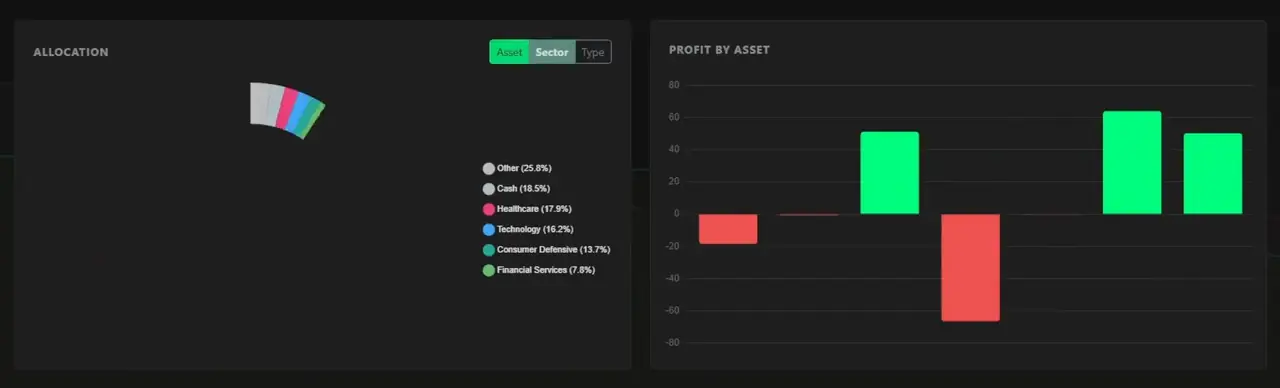 ALLOCATION
Asset Sector Type
Other (25.8%)
Cash (18.5%)
Healthcare (17.9%)
Technology (16.2%)
Consumer Defensive (13.7%)
Financial Services (7.8%)
PROFIT BY ASSET
80
60
40
20
0
-20
-40
-60
-80